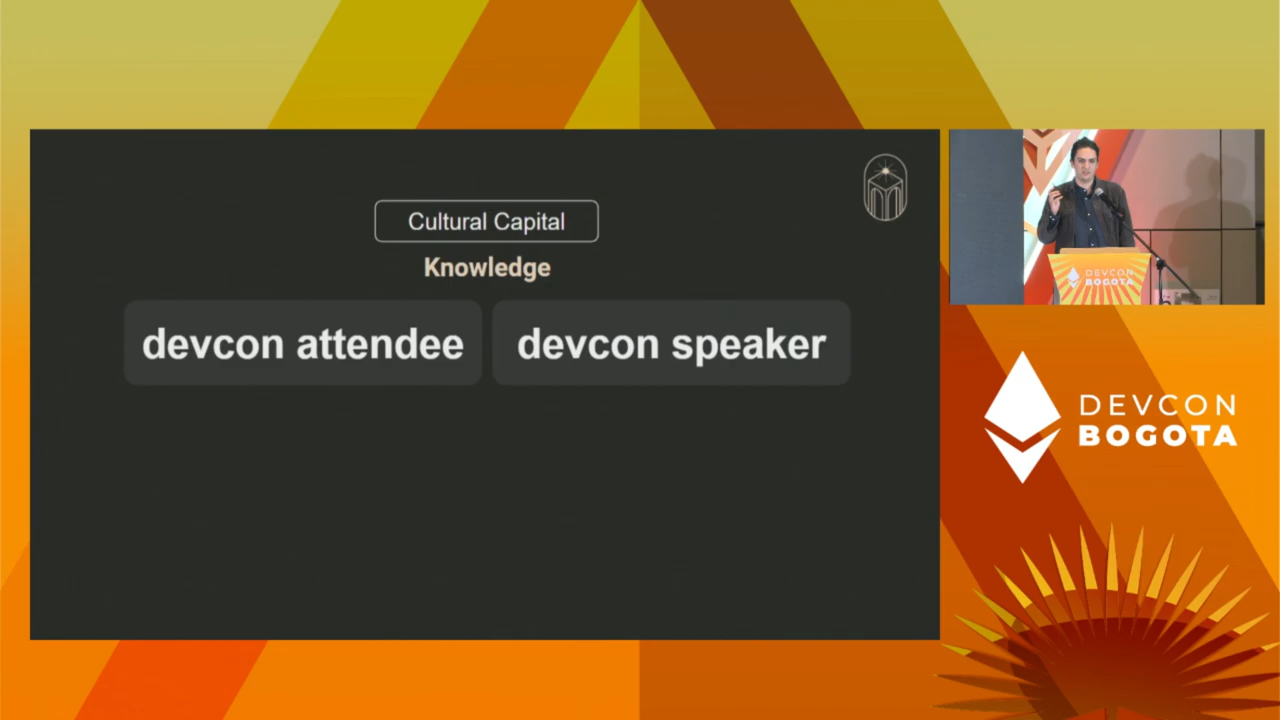 Cultural Capital
Knowledge
devcon attendee
devcon speaker
DEVCON
BOGOTA
DEVCON
BOGOTA